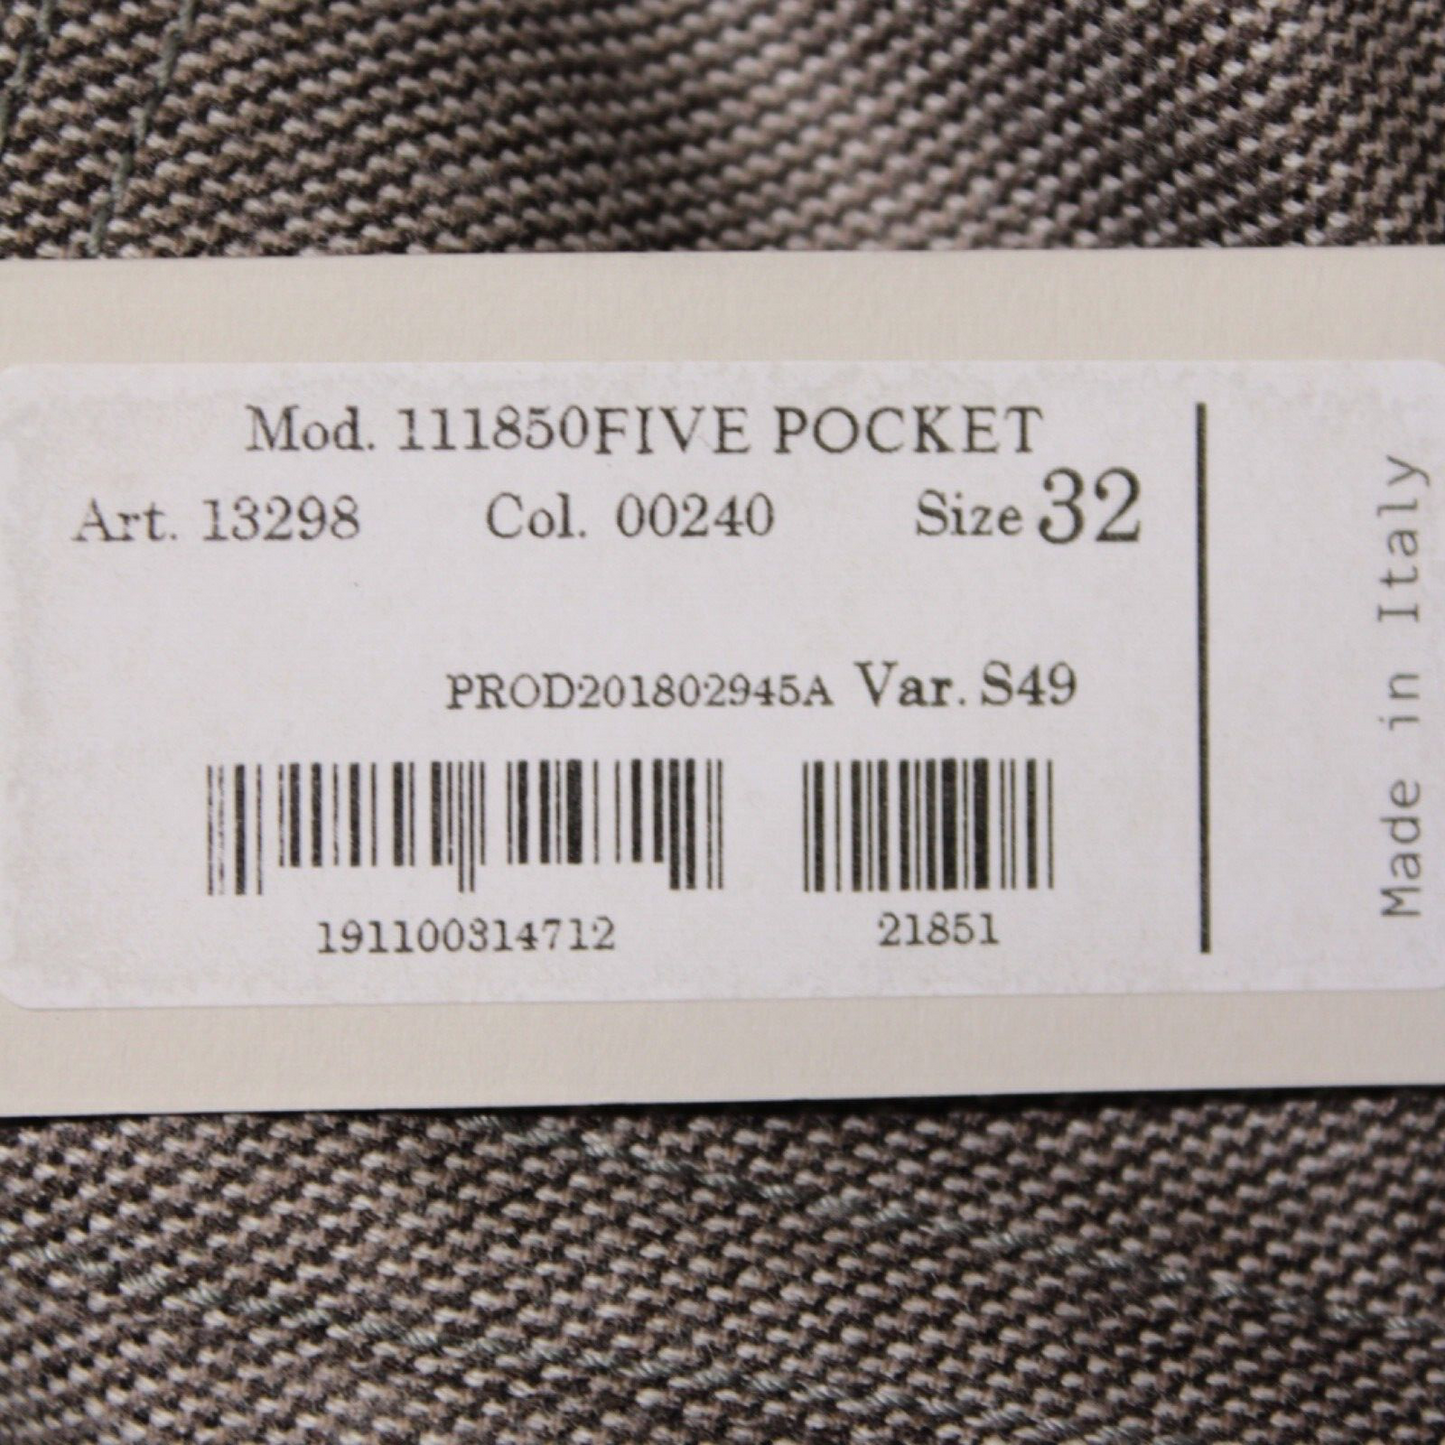 Mod. 111850FIVE POCKET
Art. 13298 Col. 00240 Size 32
PROD201802945A Var. S49
191100314712 21851
Made in Italy